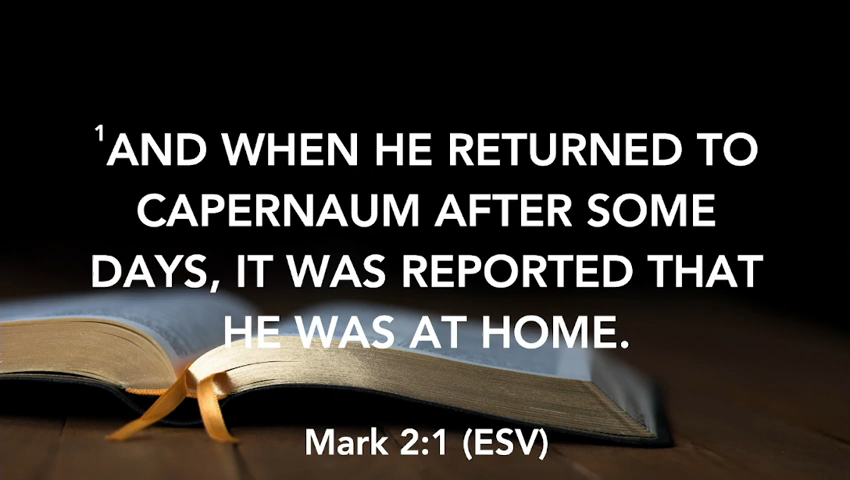 ¹AND WHEN HE RETURNED TO
CAPERNAUM AFTER SOME
DAYS, IT WAS REPORTED THAT
HE WAS AT HOME.
Mark 2:1 (ESV)